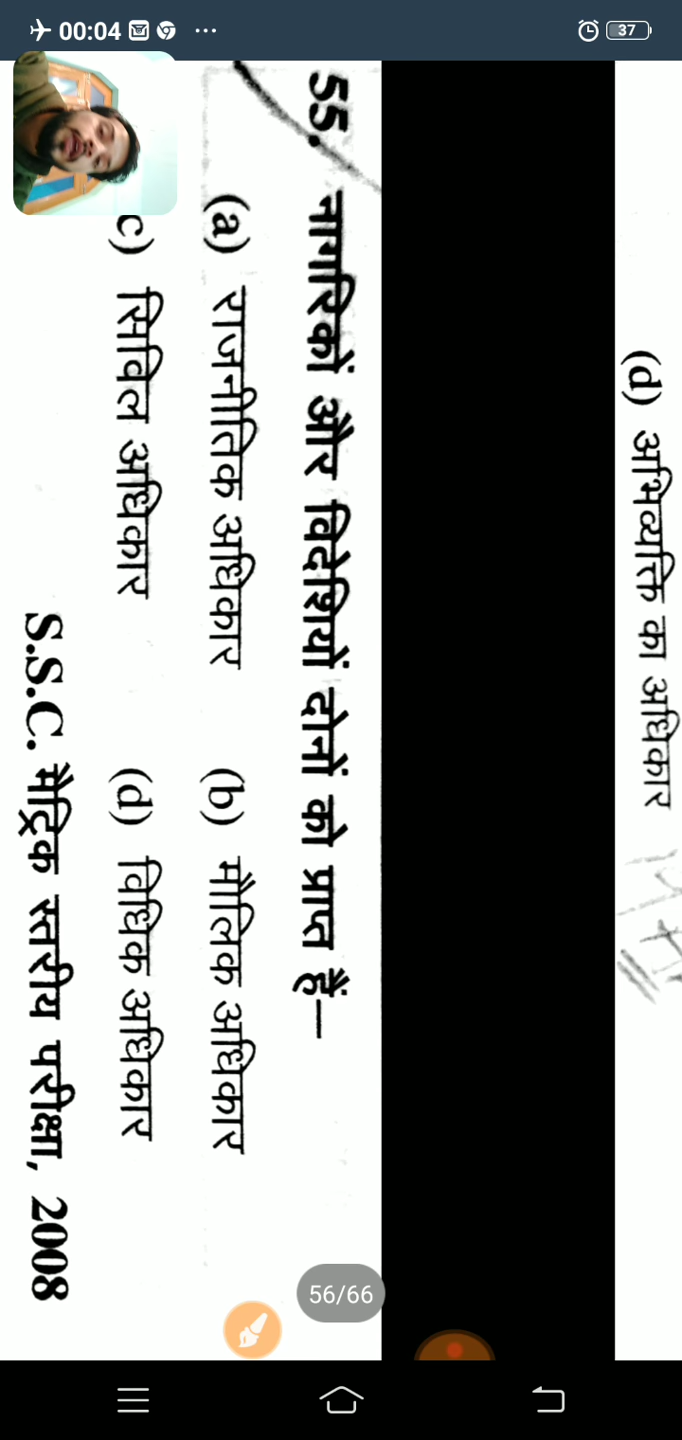 00:04
37
(d) अभिव्यक्ति का अधिकार
55. नागरिकों और विदेशियों दोनों को प्राप्त हैं—
(a) राजनीतिक अधिकार (b) मौलिक अधिकार
c) सिविल अधिकार (d) विधिक अधिकार
S.S.C. मैट्रिक स्तरीय परीक्षा, 2008
56/66